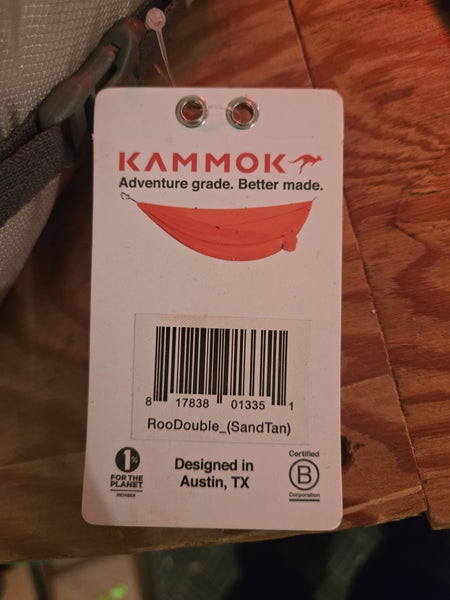 KAMMOK
Adventure grade. Better made.
8 17838 01335 1
RooDouble_(SandTan)
1%
FOR THE
PLANET
MEMBER
Designed in
Austin, TX
Certified
B
Corporation